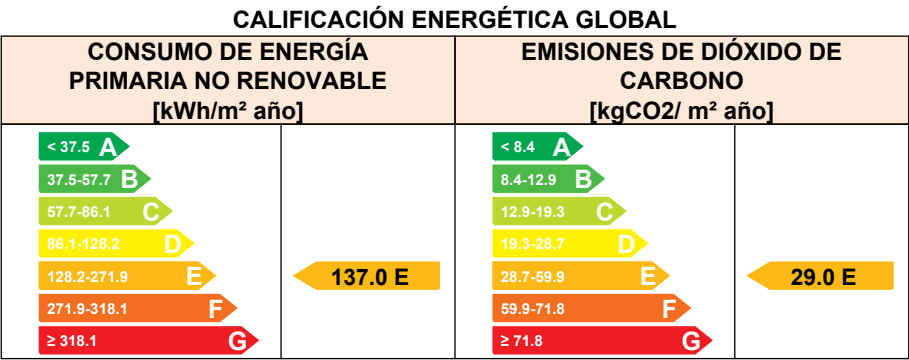 CALIFICACIÓN ENERGÉTICA GLOBAL
CONSUMO DE ENERGÍA
PRIMARIA NO RENOVABLE
[kWh/m² año]
EMISIONES DE DIÓXIDO DE
CARBONO
[kgCO2/ m² año]
< 37.5 A
37.5-57.7 B
57.7-86.1 C
86.1-128.2 D
128.2-271.9 E
271.9-318.1 F
≥ 318.1 G
137.0 E
< 8.4 A
8.4-12.9 B
12.9-19.3 C
19.3-28.7 D
28.7-59.9 E
59.9-71.8 F
≥ 71.8 G
29.0 E